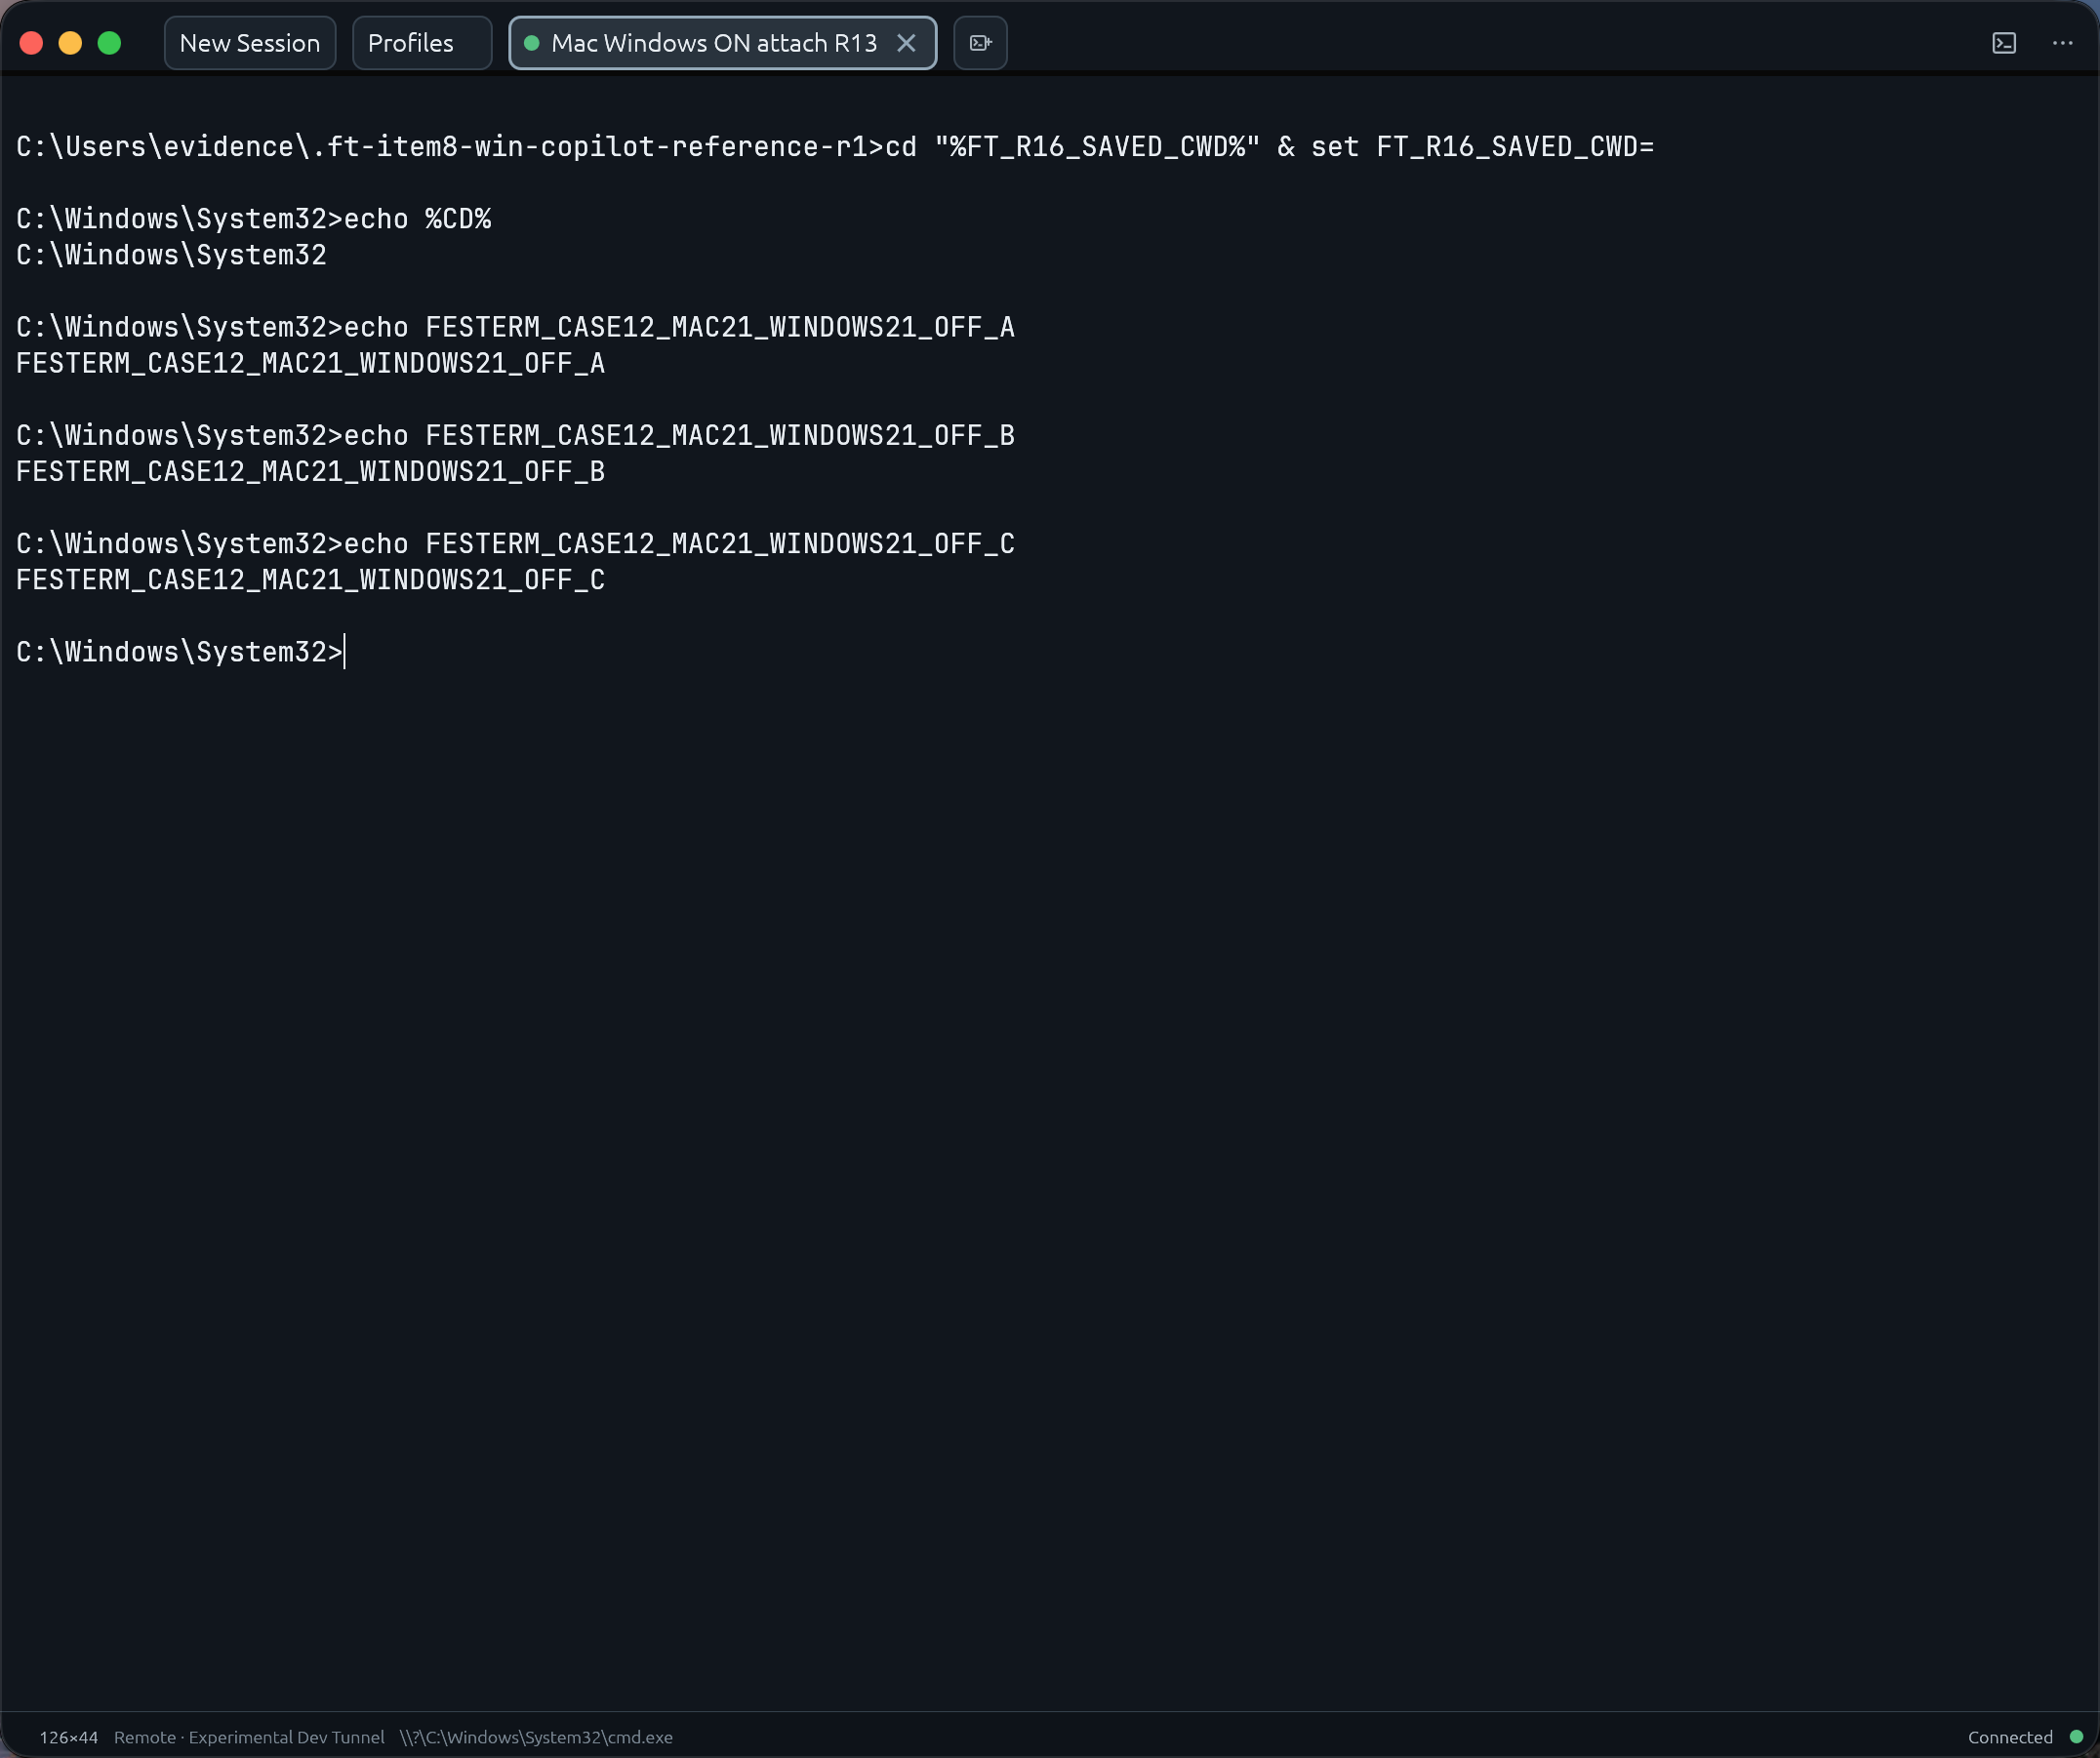 New Session Profiles Mac Windows ON attach R13
C:\Users\evidence\.ft-item8-win-copilot-reference-r1>cd "%FT_R16_SAVED_CWD%" & set FT_R16_SAVED_CWD=
C:\Windows\System32>echo %CD%
C:\Windows\System32
C:\Windows\System32>echo FESTERM_CASE12_MAC21_WINDOWS21_OFF_A
FESTERM_CASE12_MAC21_WINDOWS21_OFF_A
C:\Windows\System32>echo FESTERM_CASE12_MAC21_WINDOWS21_OFF_B
FESTERM_CASE12_MAC21_WINDOWS21_OFF_B
C:\Windows\System32>echo FESTERM_CASE12_MAC21_WINDOWS21_OFF_C
FESTERM_CASE12_MAC21_WINDOWS21_OFF_C
C:\Windows\System32>
126×44 Remote · Experimental Dev Tunnel \\?\C:\Windows\System32\cmd.exe Connected